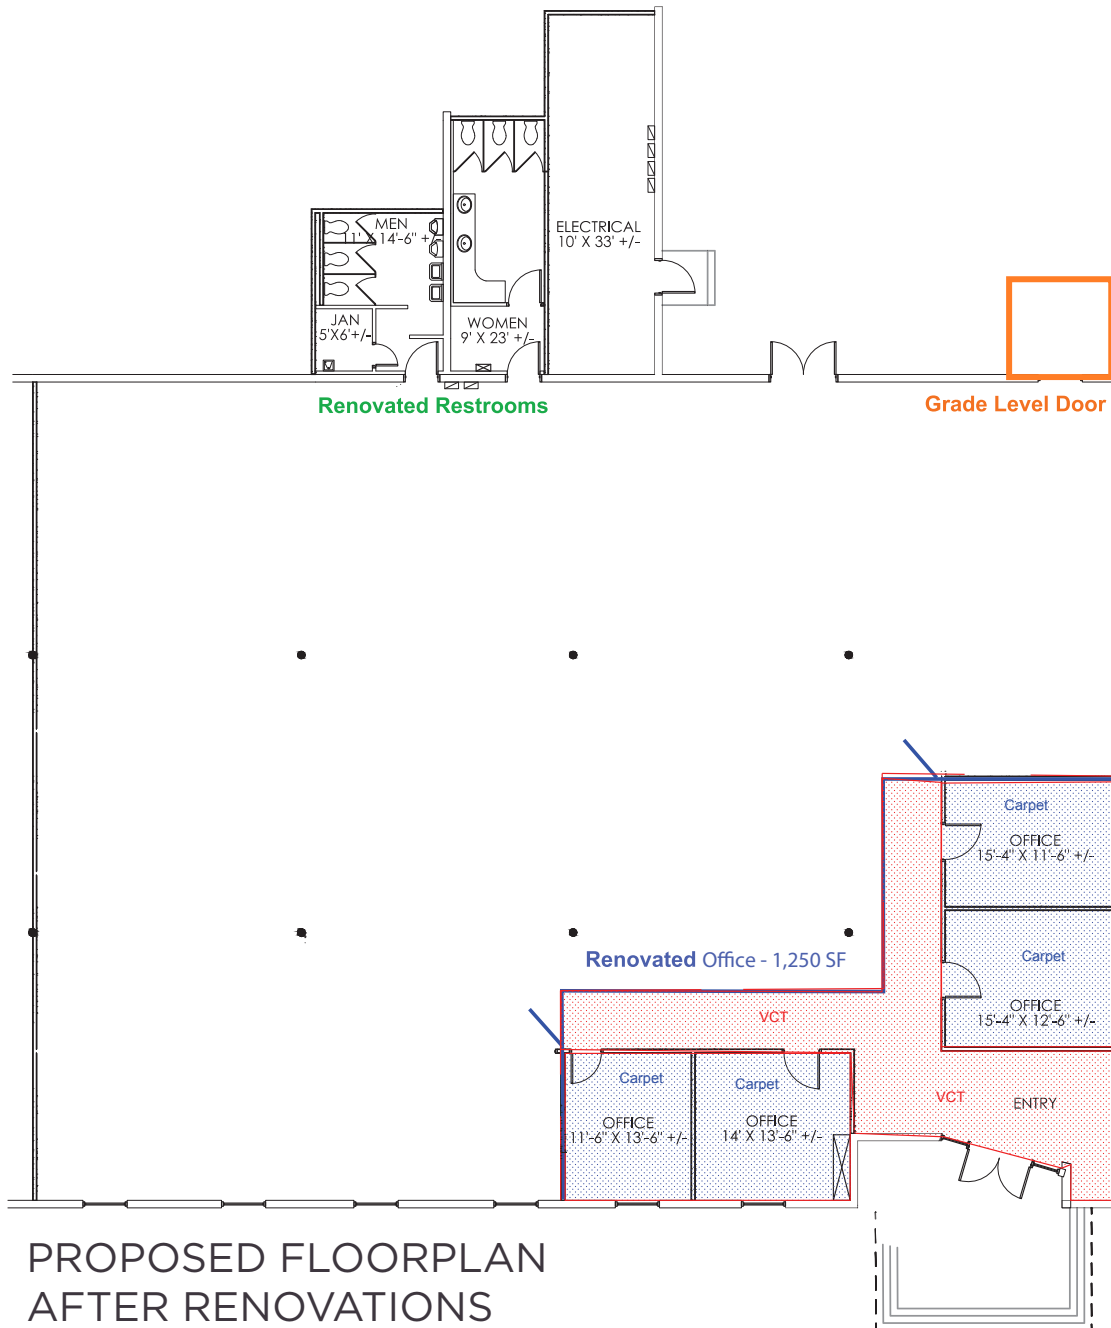 MEN
11' X 14'-6" +/-
ELECTRICAL
10' X 33' +/-
JAN
5'X6'+/-
WOMEN
9' X 23' +/-
Renovated Restrooms
Grade Level Door
Carpet
OFFICE
15'-4" X 11'-6" +/-
Renovated Office - 1,250 SF
Carpet
OFFICE
15'-4" X 12'-6" +/-
VCT
Carpet
OFFICE
11'-6" X 13'-6" +/-
Carpet
OFFICE
14' X 13'-6" +/-
VCT
ENTRY
PROPOSED FLOORPLAN
AFTER RENOVATIONS